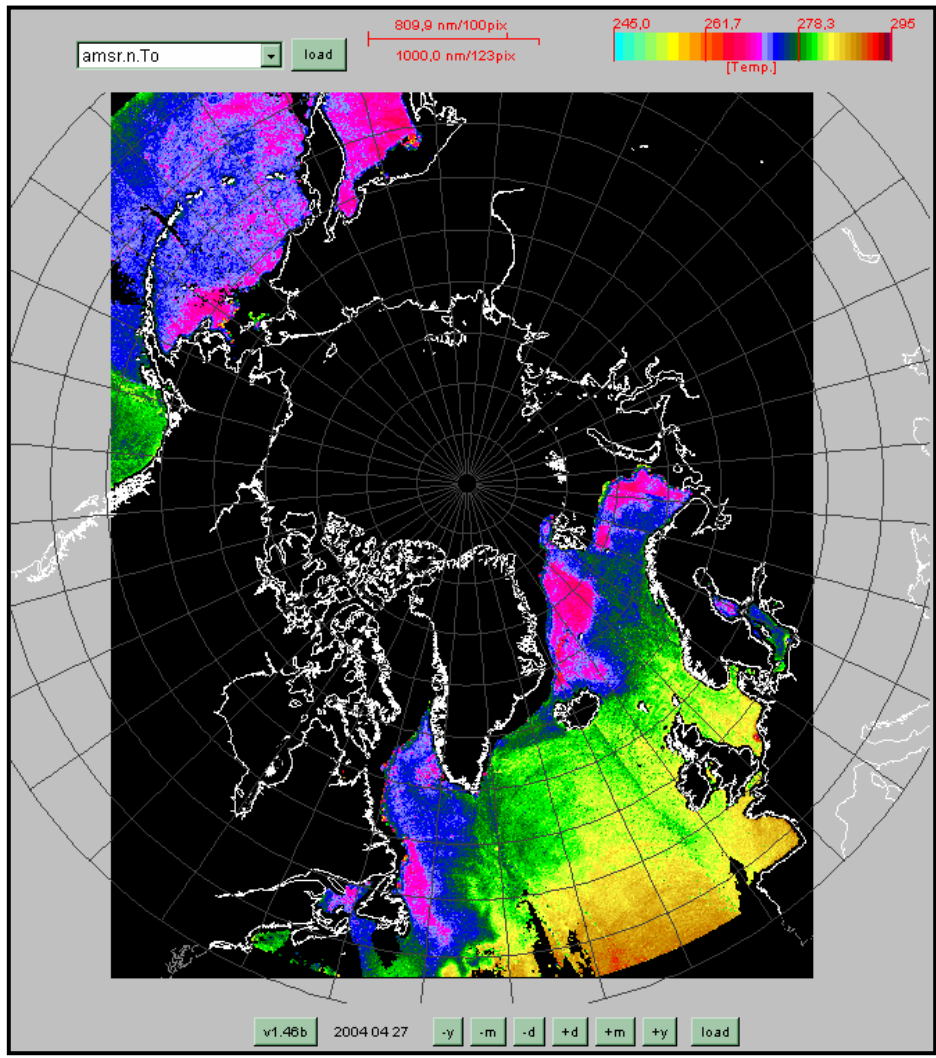 809,9 nm/100pix
1000,0 nm/123pix
245,0 261,7 278,3 295
[Temp.]
amsr.n.To load
v1.46b 2004 04 27 -y -m -d +d +m +y load